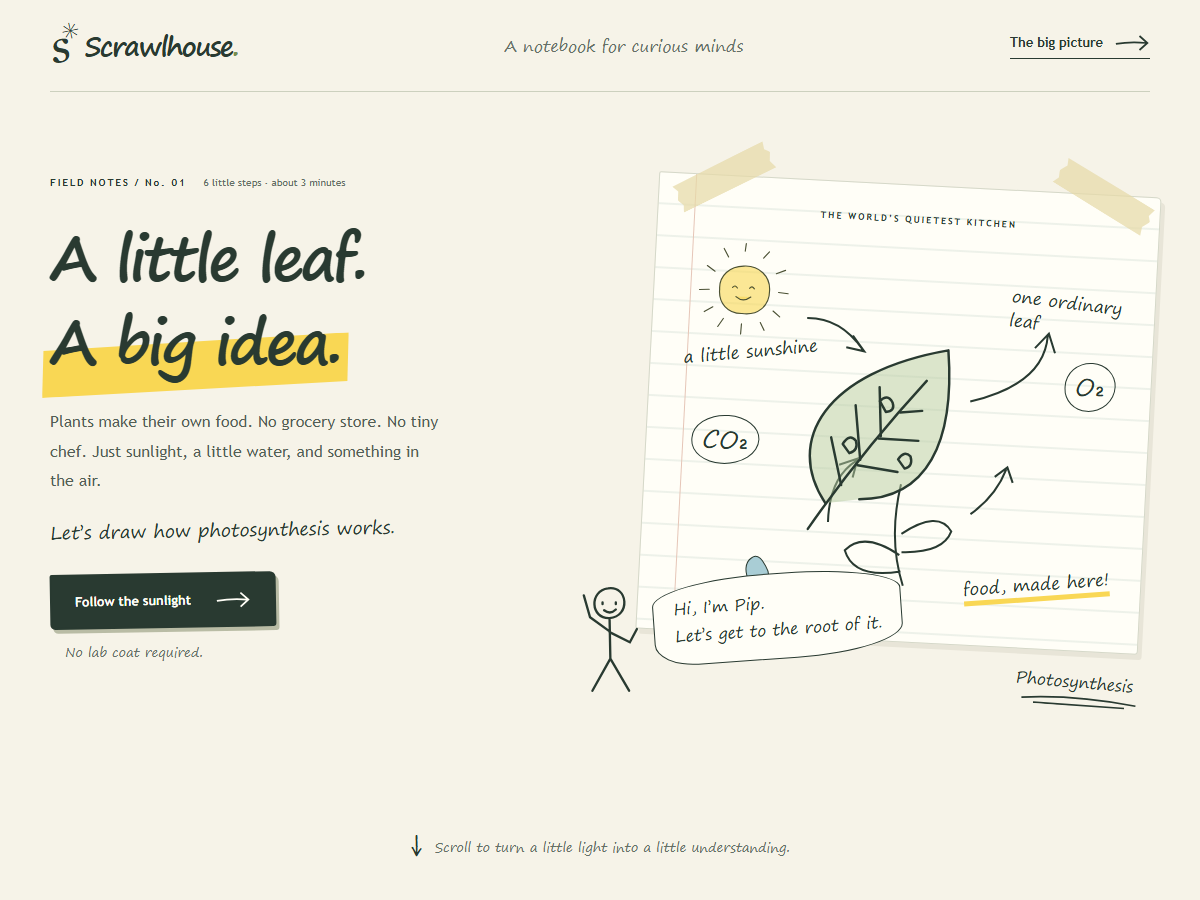 Scrawlhouse.
A notebook for curious minds
The big picture
FIELD NOTES / No. 01
6 little steps · about 3 minutes
A little leaf.
A big idea.
Plants make their own food. No grocery store. No tiny
chef. Just sunlight, a little water, and something in
the air.
Let's draw how photosynthesis works.
Follow the sunlight
No lab coat required.
THE WORLD'S QUIETEST KITCHEN
one ordinary
leaf
a little sunshine
O₂
CO₂
food, made here!
Hi, I'm Pip.
Let's get to the root of it.
Photosynthesis
Scroll to turn a little light into a little understanding.